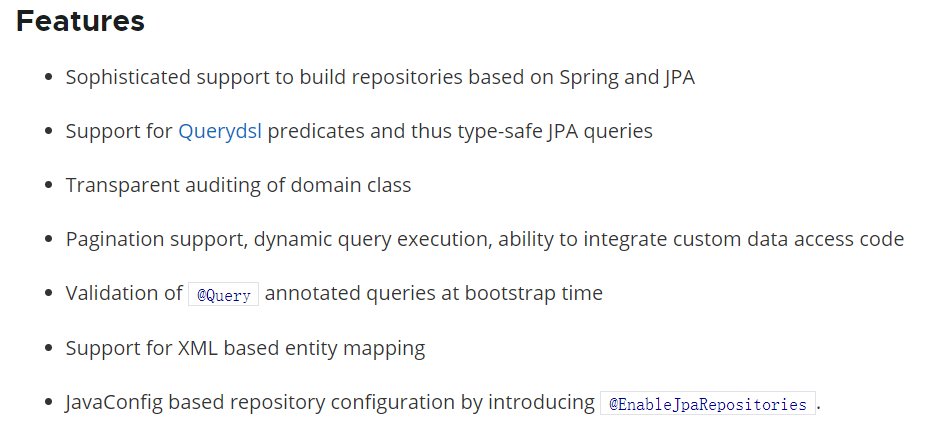 Features
• Sophisticated support to build repositories based on Spring and JPA
• Support for Querydsl predicates and thus type-safe JPA queries
• Transparent auditing of domain class
• Pagination support, dynamic query execution, ability to integrate custom data access code
• Validation of @Query annotated queries at bootstrap time
• Support for XML based entity mapping
• JavaConfig based repository configuration by introducing @EnableJpaRepositories.